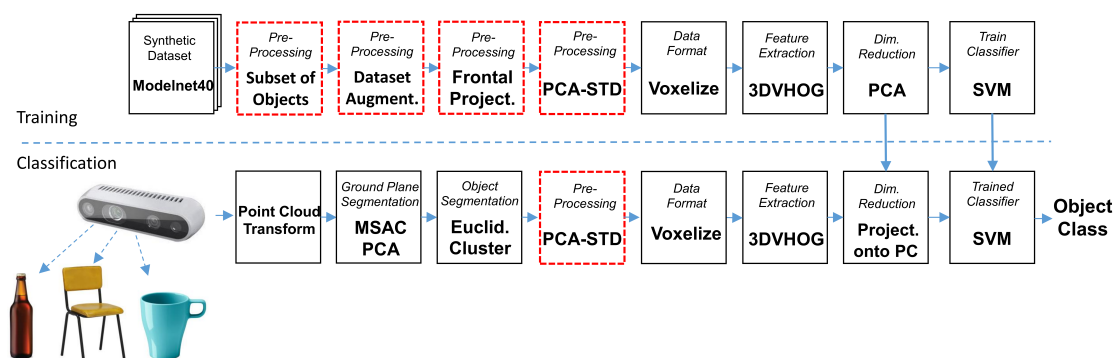 Synthetic
Dataset
Modelnet40
Pre-
Processing
Subset of
Objects
Pre-
Processing
Dataset
Augment.
Pre-
Processing
Frontal
Project.
Pre-
Processing
PCA-STD
Data
Format
Voxelize
Feature
Extraction
3DVHOG
Dim.
Reduction
PCA
Train
Classifier
SVM
Training
Classification
Point Cloud
Transform
Ground Plane
Segmentation
MSAC
PCA
Object
Segmentation
Euclid.
Cluster
Pre-
Processing
PCA-STD
Data
Format
Voxelize
Feature
Extraction
3DVHOG
Dim.
Reduction
Project.
onto PC
Trained
Classifier
SVM
Object
Class